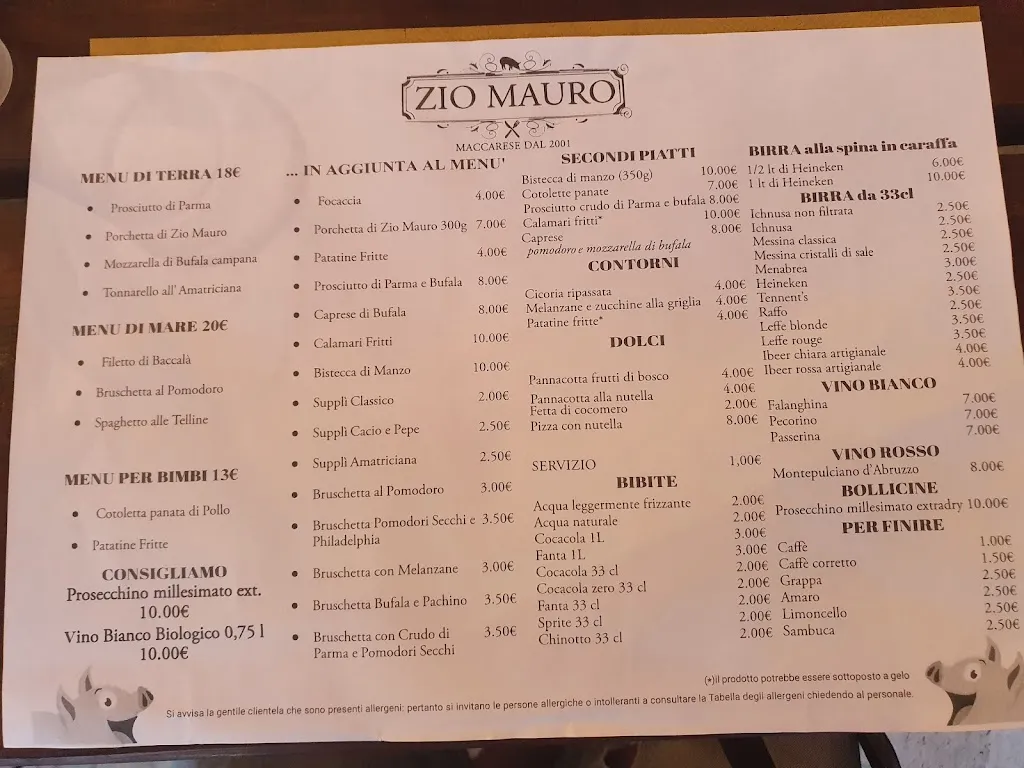 ZIO MAURO
MACCARESE DAL 2001
MENU DI TERRA 18€
• Prosciutto di Parma
• Porchetta di Zio Mauro
• Mozzarella di Bufala campana
• Tonnarello all'Amatriciana
MENU DI MARE 20€
• Filetto di Baccalà
• Bruschetta al Pomodoro
• Spaghetto alle Telline
MENU PER BIMBI 13€
• Cotoletta panata di Pollo
• Patatine Fritte
CONSIGLIAMO
Prosecchino millesimato ext.
10.00€
Vino Bianco Biologico 0,75 l
10.00€
... IN AGGIUNTA AL MENU'
• Focaccia 4.00€
• Porchetta di Zio Mauro 300g 7.00€
• Patatine Fritte 4.00€
• Prosciutto di Parma e Bufala 8.00€
• Caprese di Bufala 8.00€
• Calamari Fritti 10.00€
• Bistecca di Manzo 10.00€
• Supplì Classico 2.00€
• Supplì Cacio e Pepe 2.50€
• Supplì Amatriciana 2.50€
• Bruschetta al Pomodoro 3.00€
• Bruschetta Pomodori Secchi e 3.50€
Philadelphia
• Bruschetta con Melanzane 3.00€
• Bruschetta Bufala e Pachino 3.50€
• Bruschetta con Crudo di 3.50€
Parma e Pomodori Secchi
SECONDI PIATTI
Bistecca di manzo (350g) 10.00€
Cotolette panate 7.00€
Prosciutto crudo di Parma e bufala 8.00€
Calamari fritti* 10.00€
Caprese 8.00€
pomodoro e mozzarella di bufala
CONTORNI
Cicoria ripassata 4.00€
Melanzane e zucchine alla griglia 4.00€
Patatine fritte* 4.00€
DOLCI
Pannacotta frutti di bosco 4.00€
Pannacotta alla nutella 4.00€
Fetta di cocomero 2.00€
Pizza con nutella 8.00€
SERVIZIO 1,00€
BIBITE
Acqua leggermente frizzante 2.00€
Acqua naturale 2.00€
Cocacola 1L 3.00€
Fanta 1L 3.00€
Cocacola 33 cl 2.00€
Cocacola zero 33 cl 2.00€
Fanta 33 cl 2.00€
Sprite 33 cl 2.00€
Chinotto 33 cl 2.00€
BIRRA alla spina in caraffa
1/2 lt di Heineken 6.00€
1 lt di Heineken 10.00€
BIRRA da 33cl
Ichnusa non filtrata 2.50€
Ichnusa 2.50€
Messina classica 2.50€
Messina cristalli di sale 2.50€
Menabrea 3.00€
Heineken 2.50€
Tennent's 3.50€
Raffo 2.50€
Leffe blonde 3.50€
Leffe rouge 3.50€
Ibeer chiara artigianale 4.00€
Ibeer rossa artigianale 4.00€
VINO BIANCO
Falanghina 7.00€
Pecorino 7.00€
Passerina 7.00€
VINO ROSSO
Montepulciano d'Abruzzo 8.00€
BOLLICINE
Prosecchino millesimato extradry 10.00€
PER FINIRE
Caffè 1.00€
Caffè corretto 1.50€
Grappa 2.50€
Amaro 2.50€
Limoncello 2.50€
Sambuca 2.50€
(*)il prodotto potrebbe essere sottoposto a gelo
Si avvisa la gentile clientela che sono presenti allergeni: pertanto si invitano le persone allergiche o intolleranti a consultare la Tabella degli allergeni chiedendo al personale.